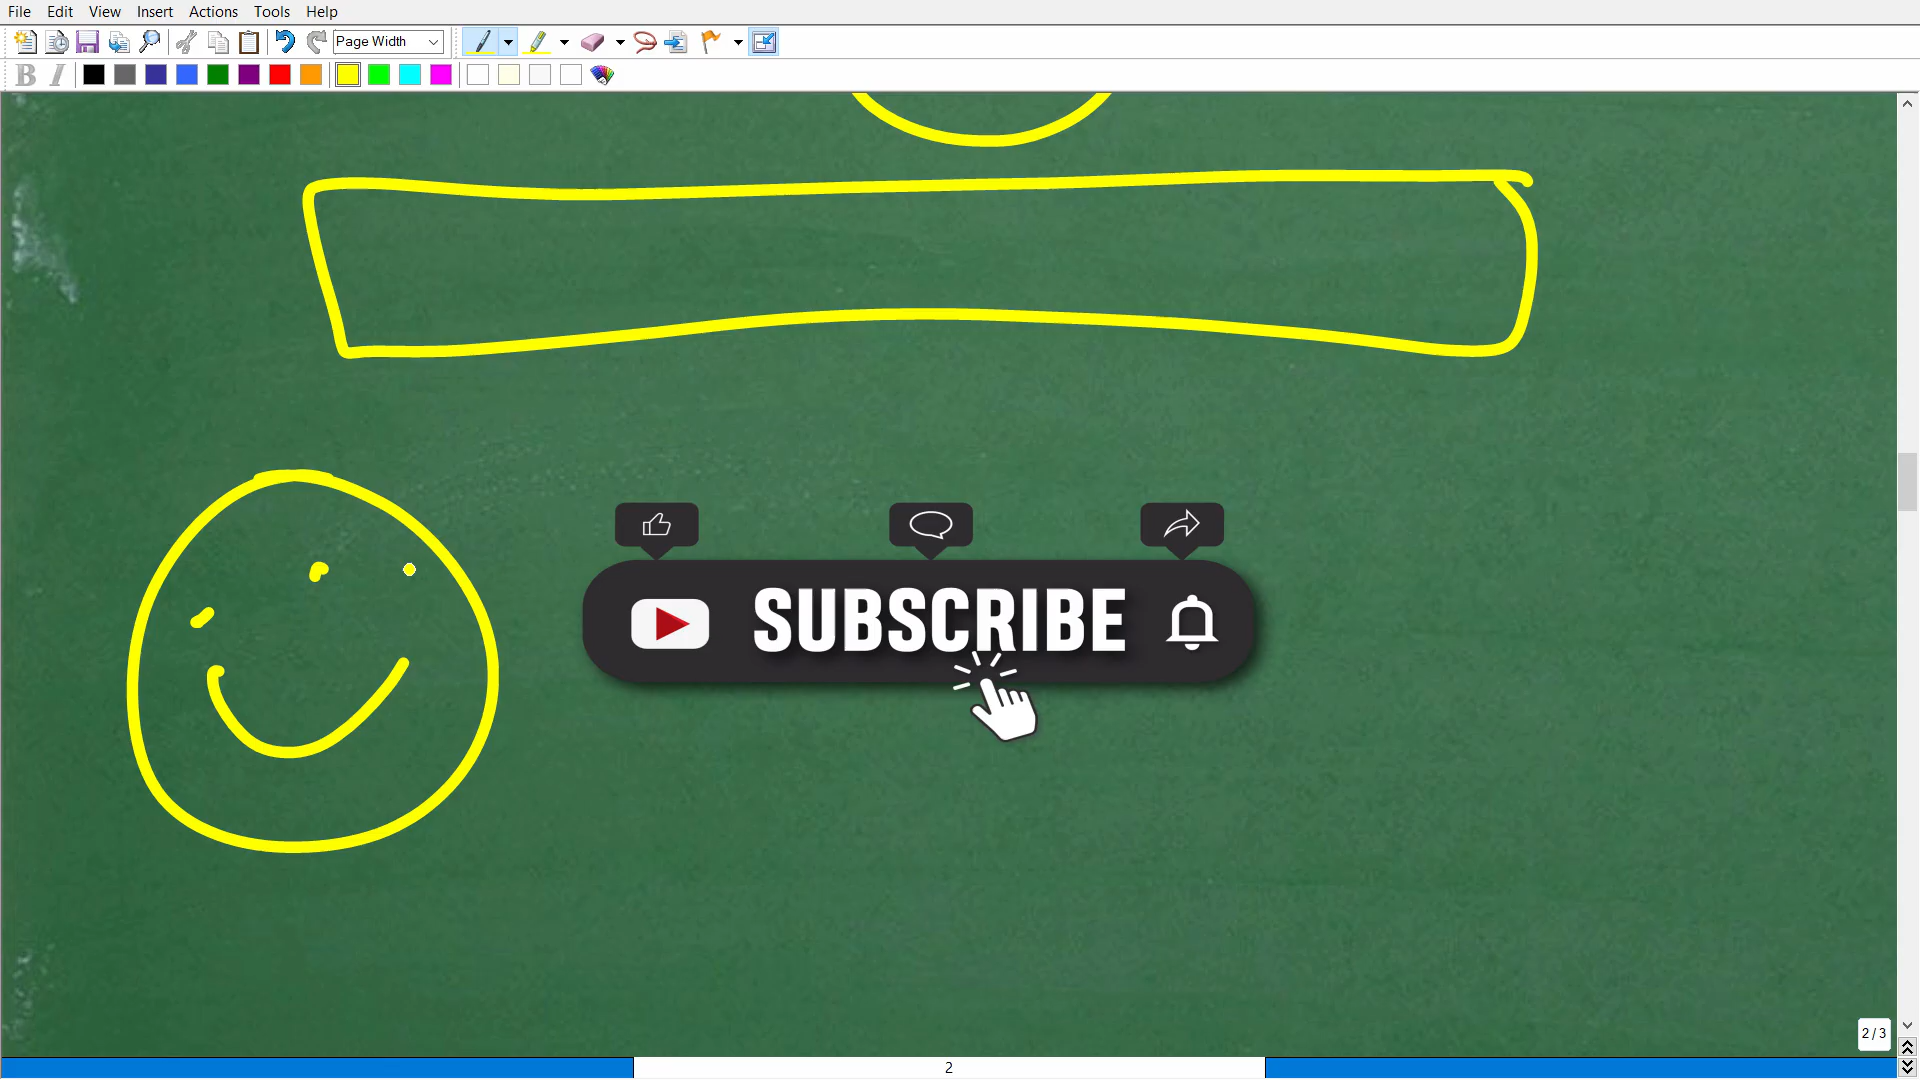 File Edit View Insert Actions Tools Help
Page Width
B I
SUBSCRIBE
2 / 3
2